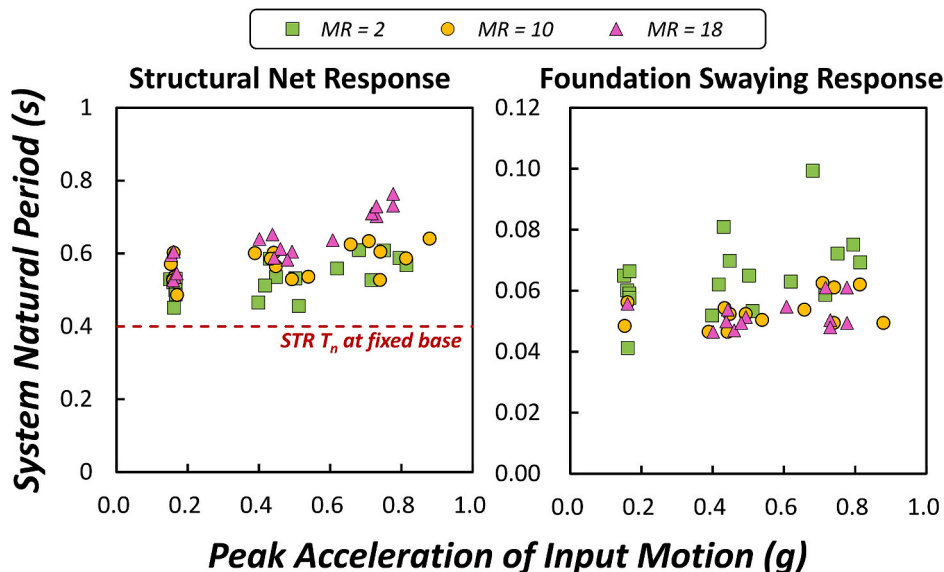 MR = 2 MR = 10 MR = 18
Structural Net Response
Foundation Swaying Response
System Natural Period (s)
1
0.8
0.6
0.4
0.2
0
STR Tn at fixed base
0.0 0.2 0.4 0.6 0.8 1.0
0.12
0.10
0.08
0.06
0.04
0.02
0.00
0.0 0.2 0.4 0.6 0.8 1.0
Peak Acceleration of Input Motion (g)